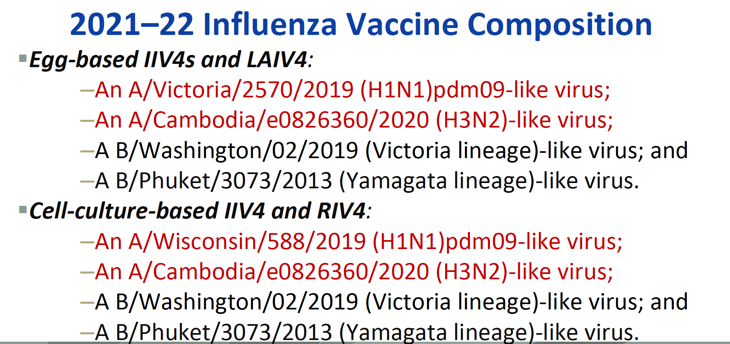 2021–22 Influenza Vaccine Composition
▪Egg-based IIV4s and LAIV4:
–An A/Victoria/2570/2019 (H1N1)pdm09-like virus;
–An A/Cambodia/e0826360/2020 (H3N2)-like virus;
–A B/Washington/02/2019 (Victoria lineage)-like virus; and
–A B/Phuket/3073/2013 (Yamagata lineage)-like virus.
▪Cell-culture-based IIV4 and RIV4:
–An A/Wisconsin/588/2019 (H1N1)pdm09-like virus;
–An A/Cambodia/e0826360/2020 (H3N2)-like virus;
–A B/Washington/02/2019 (Victoria lineage)-like virus; and
–A B/Phuket/3073/2013 (Yamagata lineage)-like virus.